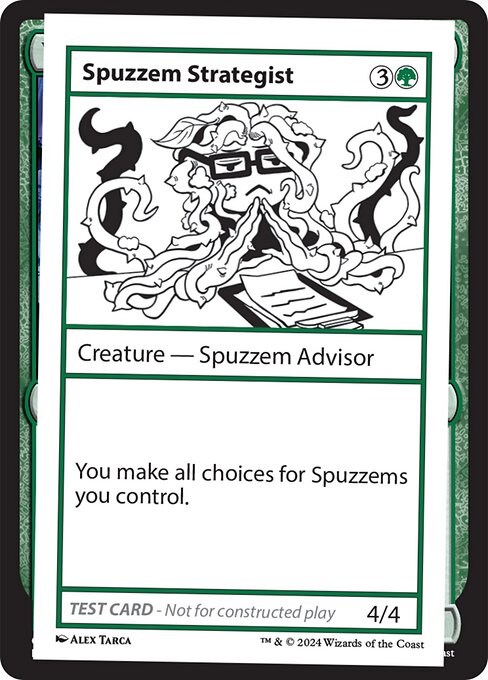 Spuzzem Strategist 3
Creature — Spuzzem Advisor
You make all choices for Spuzzems
you control.
TEST CARD - Not for constructed play 4/4
ALEX TARCA ™ & © 2024 Wizards of the Coast